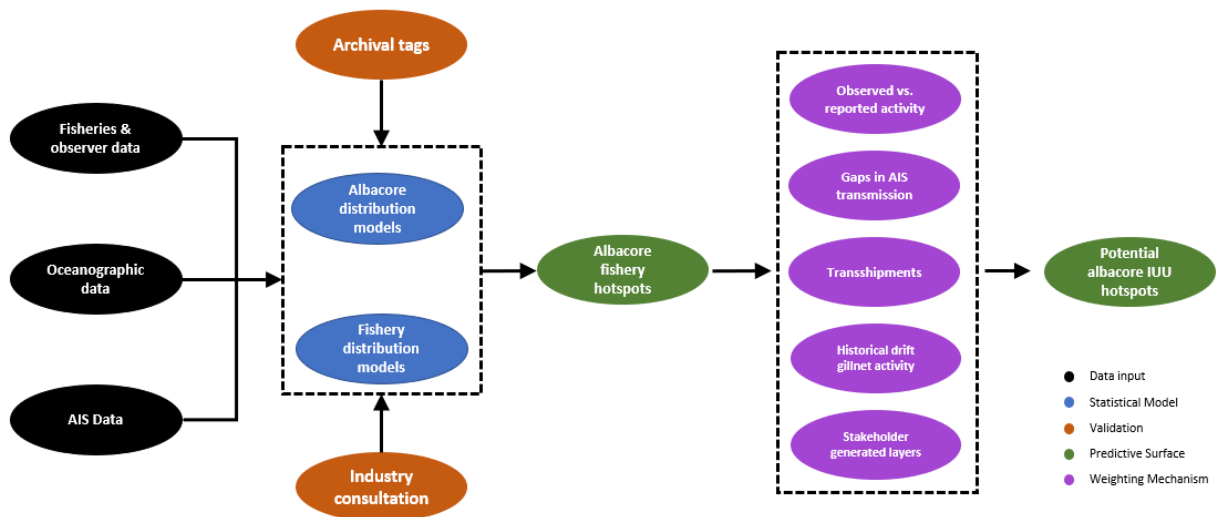 Archival tags
Fisheries &
observer data
Oceanographic
data
AIS Data
Albacore
distribution
models
Fishery
distribution
models
Industry
consultation
Albacore
fishery
hotspots
Observed vs.
reported activity
Gaps in AIS
transmission
Transshipments
Historical drift
gillnet activity
Stakeholder
generated layers
Potential
albacore IUU
hotspots
Data input
Statistical Model
Validation
Predictive Surface
Weighting Mechanism